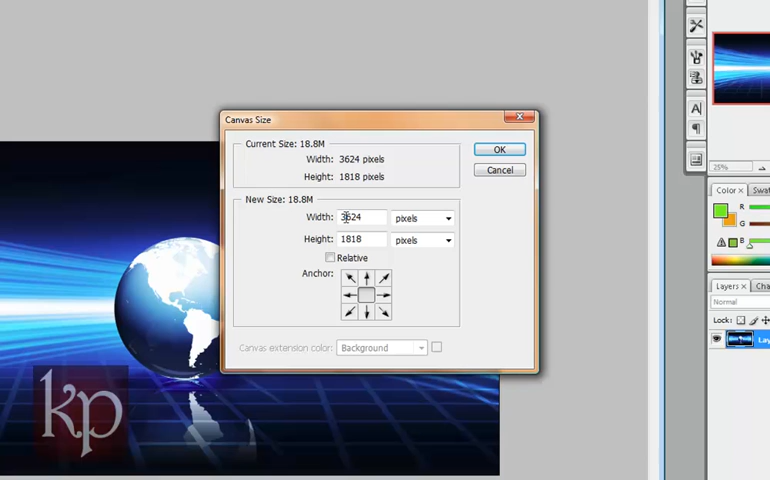 Canvas Size
Current Size: 18.8M
Width: 3624 pixels
Height: 1818 pixels
OK
Cancel
New Size: 18.8M
Width: 3624 pixels
Height: 1818 pixels
Relative
Anchor:
Canvas extension color: Background
kp
A
25%
Color
R
G
B
Layers
Normal
Lock: